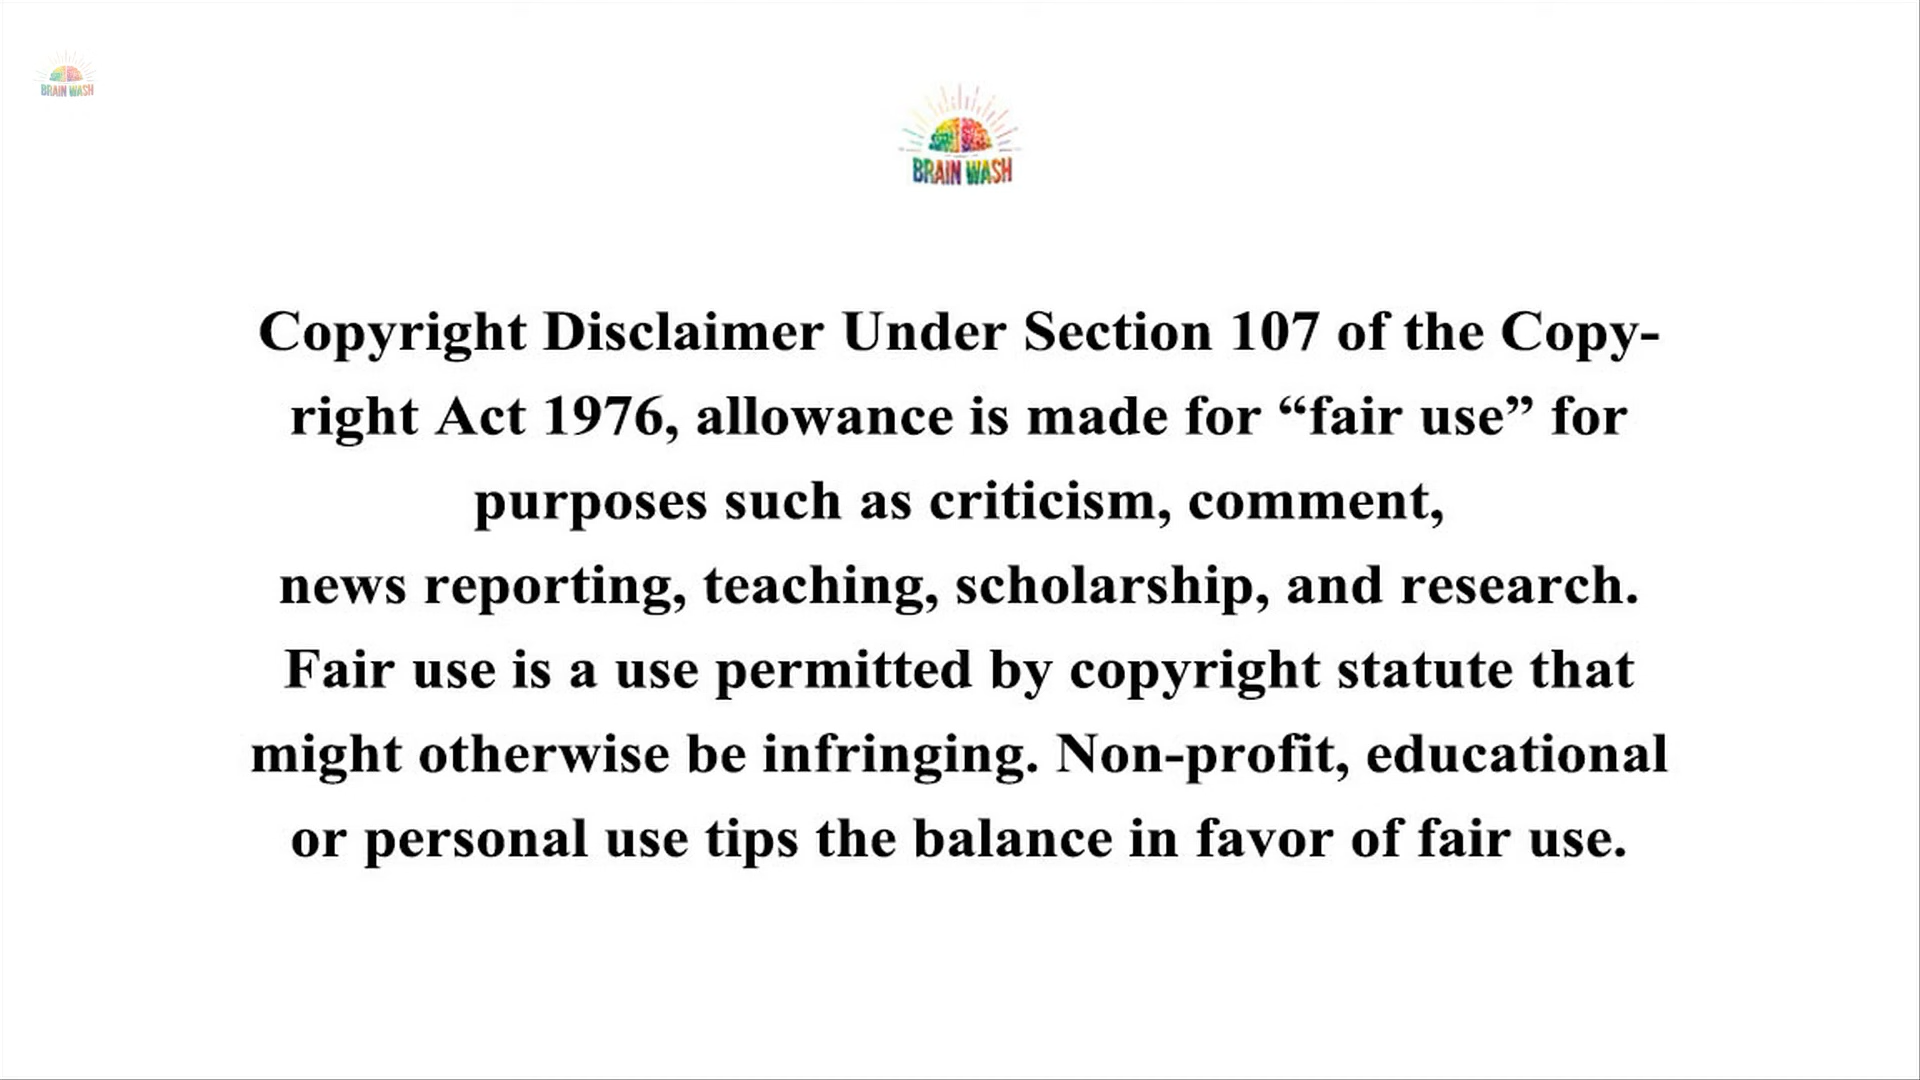 BRAIN WASH
BRAIN WASH
Copyright Disclaimer Under Section 107 of the Copy-
right Act 1976, allowance is made for “fair use” for
purposes such as criticism, comment,
news reporting, teaching, scholarship, and research.
Fair use is a use permitted by copyright statute that
might otherwise be infringing. Non-profit, educational
or personal use tips the balance in favor of fair use.